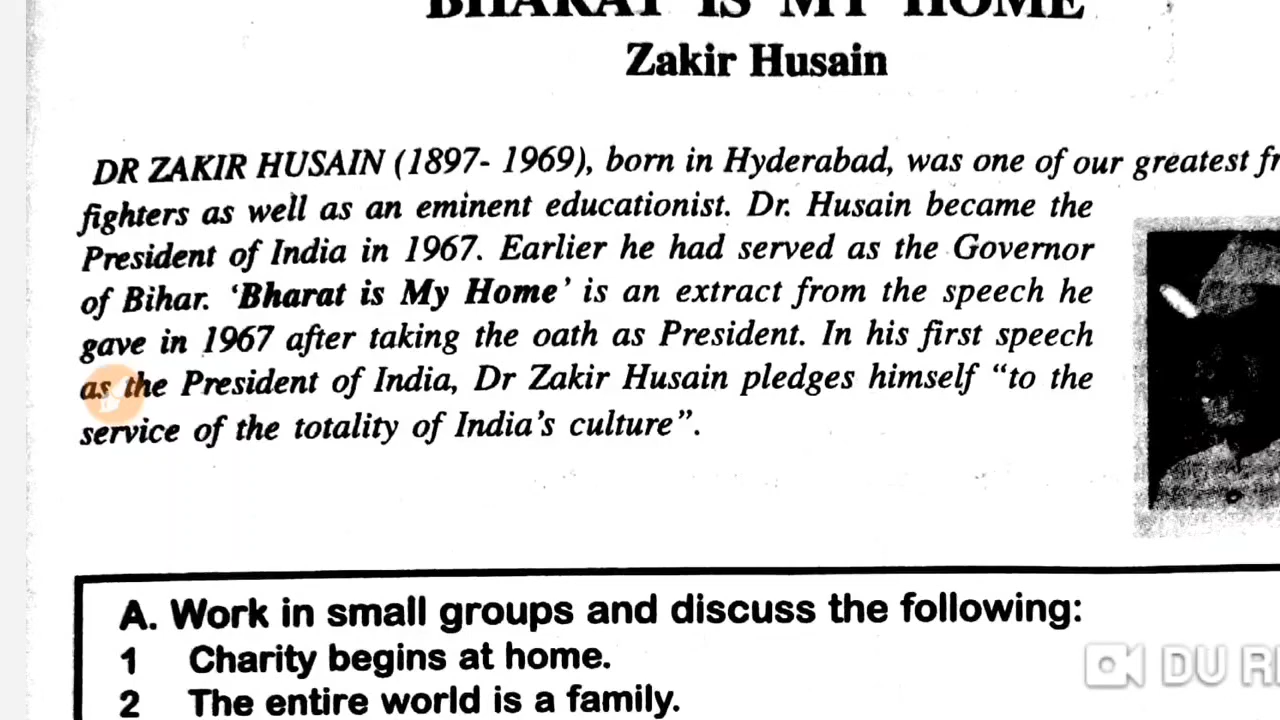 BHARAT IS MY HOME
Zakir Husain
DR ZAKIR HUSAIN (1897- 1969), born in Hyderabad, was one of our greatest
fighters as well as an eminent educationist. Dr. Husain became the
President of India in 1967. Earlier he had served as the Governor
of Bihar. ‘Bharat is My Home’ is an extract from the speech he
gave in 1967 after taking the oath as President. In his first speech
as the President of India, Dr Zakir Husain pledges himself “to the
service of the totality of India’s culture”.
A. Work in small groups and discuss the following:
1 Charity begins at home.
2 The entire world is a family.
DU